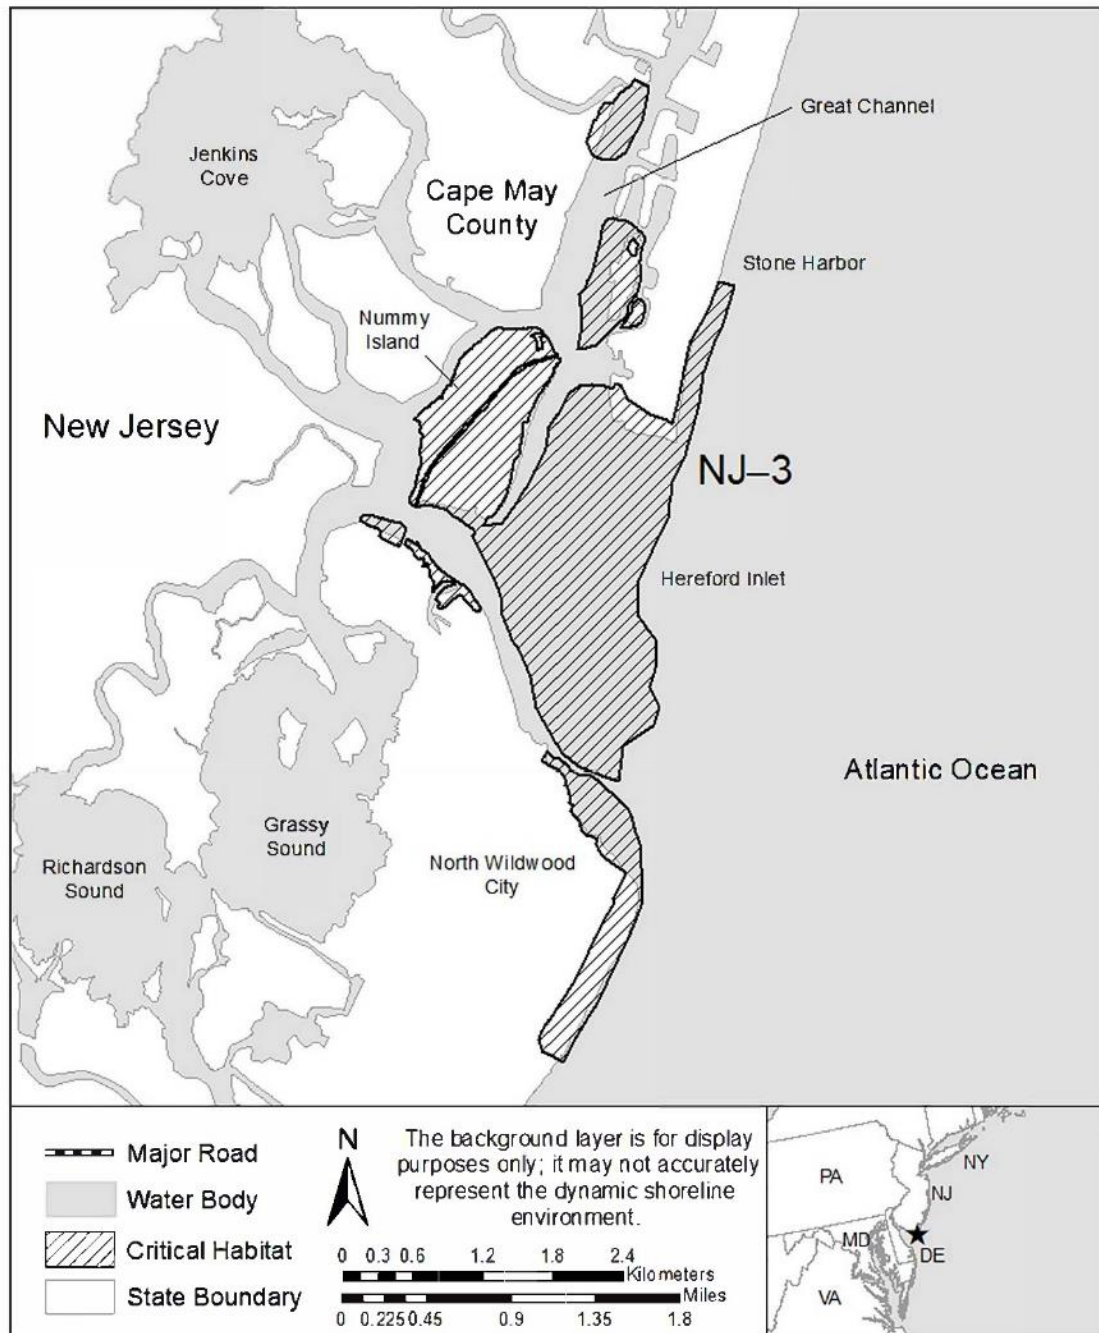 Great Channel
Jenkins
Cove
Cape May
County
Stone Harbor
Nummy
Island
New Jersey
NJ–3
Hereford Inlet
Atlantic Ocean
Grassy
Sound
Richardson
Sound
North Wildwood
City
Major Road
Water Body
Critical Habitat
State Boundary
N
The background layer is for display
purposes only; it may not accurately
represent the dynamic shoreline
environment.
0 0.3 0.6 1.2 1.8 2.4
Kilometers
Miles
0 0.225 0.45 0.9 1.35 1.8
PA
NY
NJ
MD
DE
VA